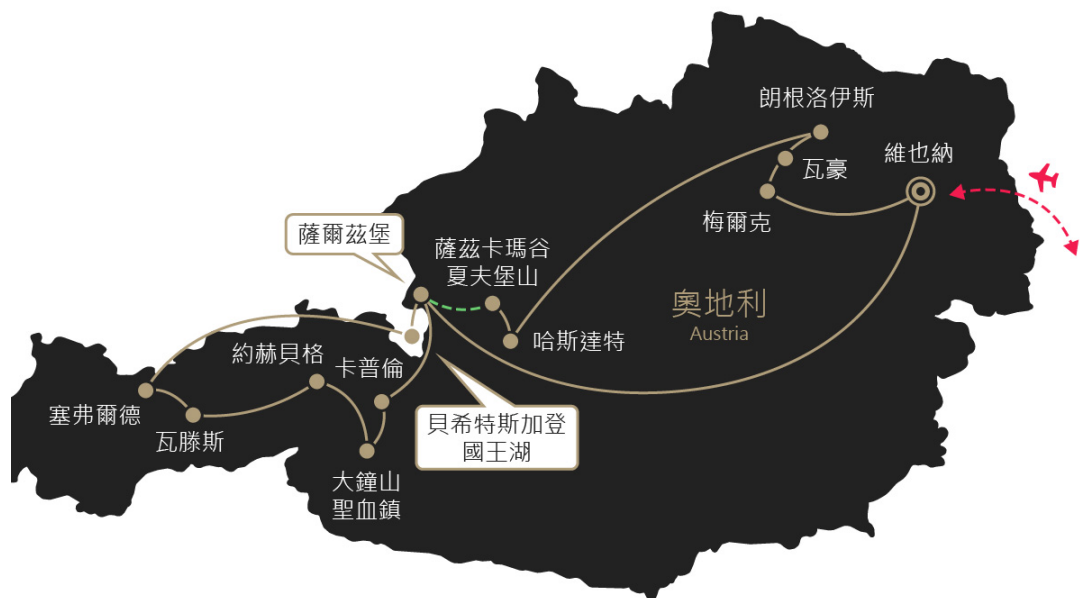 朗根洛伊斯
維也納
瓦豪
梅爾克
薩爾茲堡
薩茲卡瑪谷
夏夫堡山
奧地利
Austria
哈斯達特
約赫貝格
卡普倫
塞弗爾德
瓦滕斯
貝希特斯加登
國王湖
大鐘山
聖血鎮